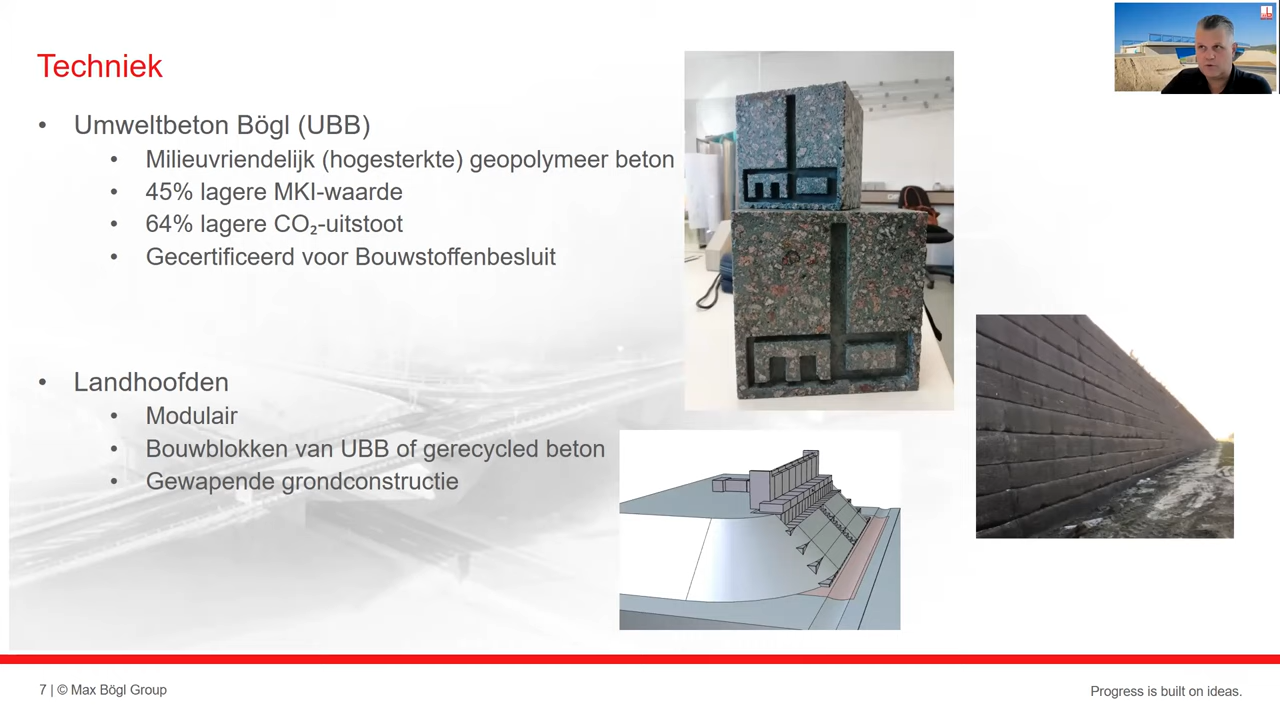 Techniek
• Umweltbeton Bögl (UBB)
• Milieuvriendelijk (hogesterkte) geopolymeer beton
• 45% lagere MKI-waarde
• 64% lagere CO₂-uitstoot
• Gecertificeerd voor Bouwstoffenbesluit
• Landhoofden
• Modulair
• Bouwblokken van UBB of gerecycled beton
• Gewapende grondconstructie
7 | © Max Bögl Group
Progress is built on ideas.